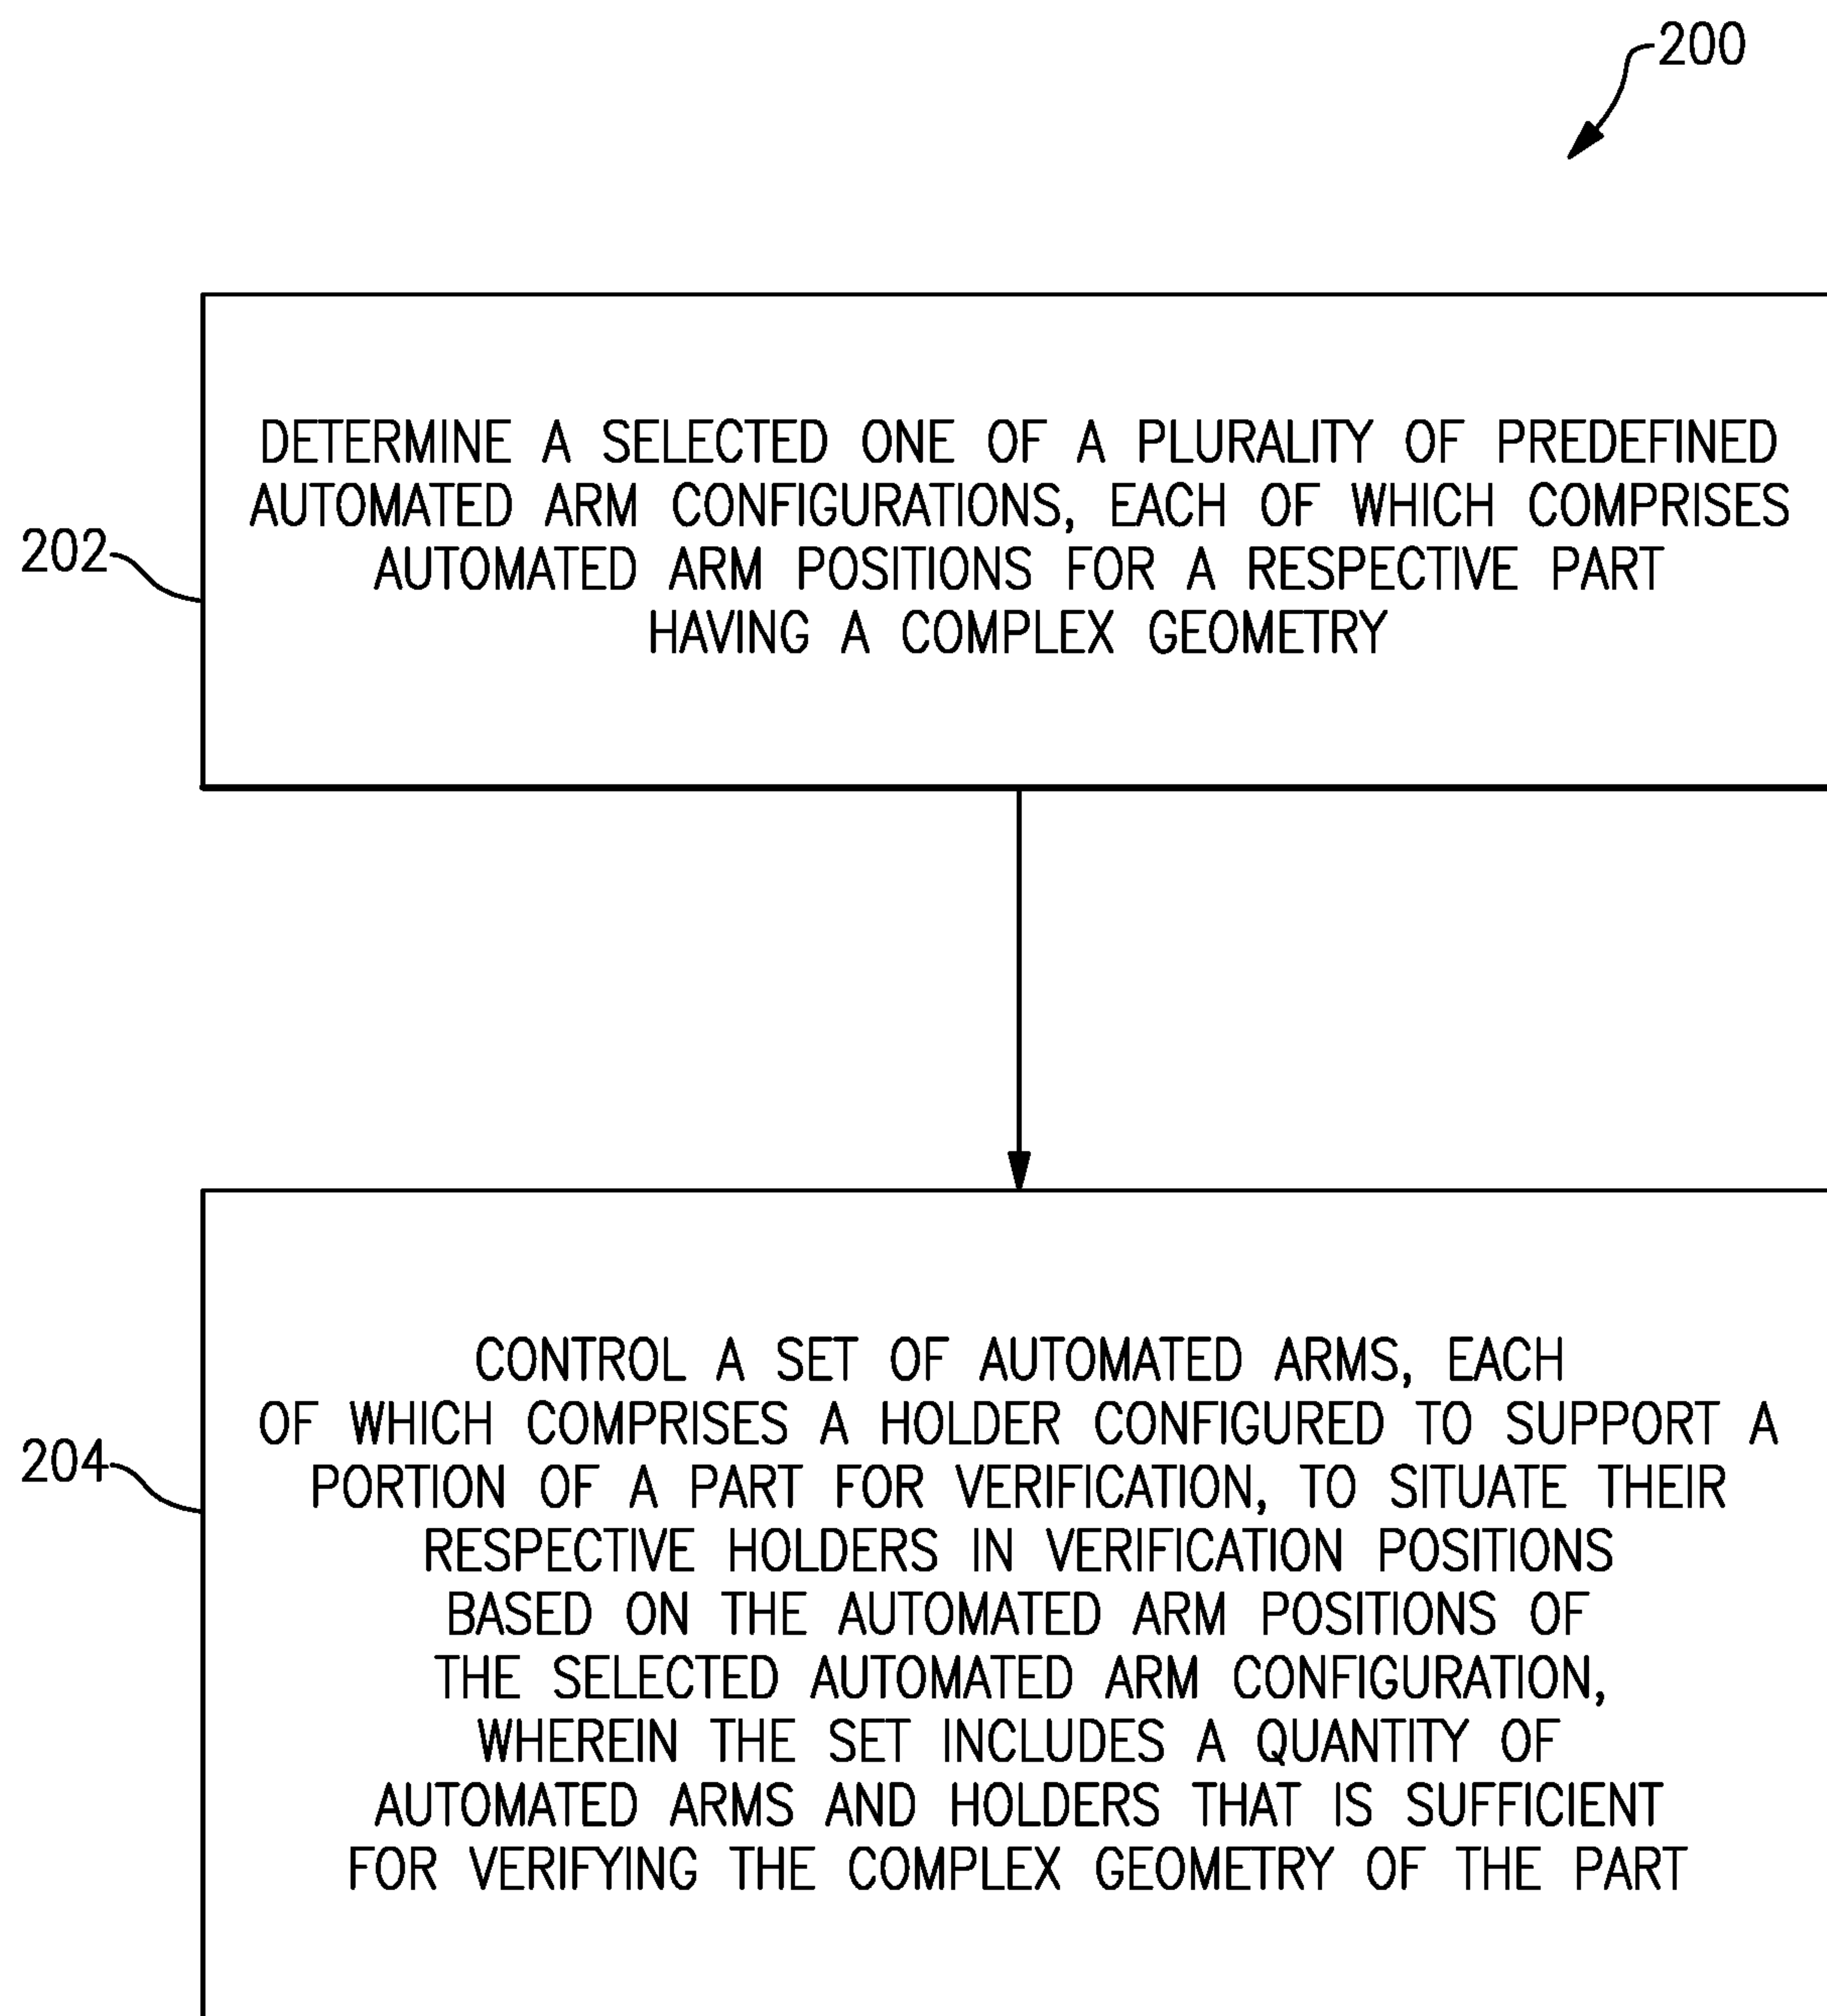 200
DETERMINE A SELECTED ONE OF A PLURALITY OF PREDEFINED
AUTOMATED ARM CONFIGURATIONS, EACH OF WHICH COMPRISES
AUTOMATED ARM POSITIONS FOR A RESPECTIVE PART
HAVING A COMPLEX GEOMETRY
202
CONTROL A SET OF AUTOMATED ARMS, EACH
OF WHICH COMPRISES A HOLDER CONFIGURED TO SUPPORT A
PORTION OF A PART FOR VERIFICATION, TO SITUATE THEIR
RESPECTIVE HOLDERS IN VERIFICATION POSITIONS
BASED ON THE AUTOMATED ARM POSITIONS OF
THE SELECTED AUTOMATED ARM CONFIGURATION,
WHEREIN THE SET INCLUDES A QUANTITY OF
AUTOMATED ARMS AND HOLDERS THAT IS SUFFICIENT
FOR VERIFYING THE COMPLEX GEOMETRY OF THE PART
204